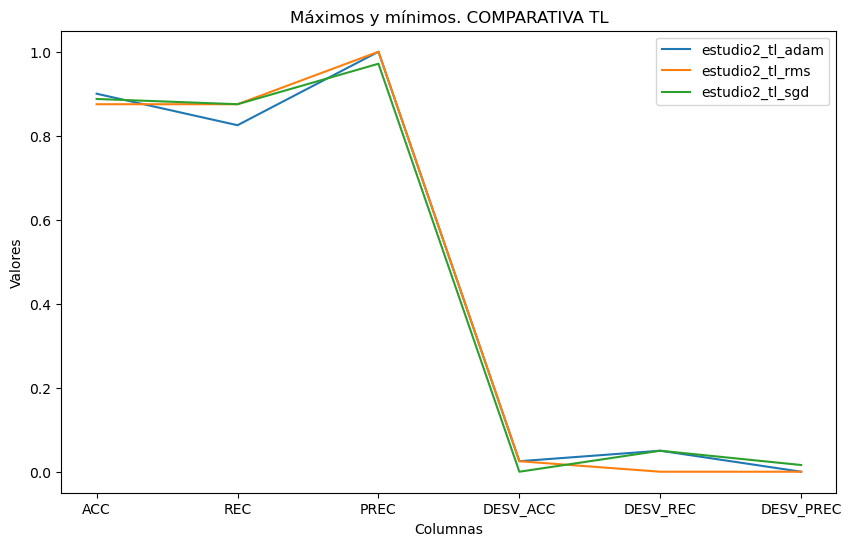 Máximos y mínimos. COMPARATIVA TL
estudio2_tl_adam
estudio2_tl_rms
estudio2_tl_sgd
Valores
1.0
0.8
0.6
0.4
0.2
0.0
ACC REC PREC DESV_ACC DESV_REC DESV_PREC
Columnas